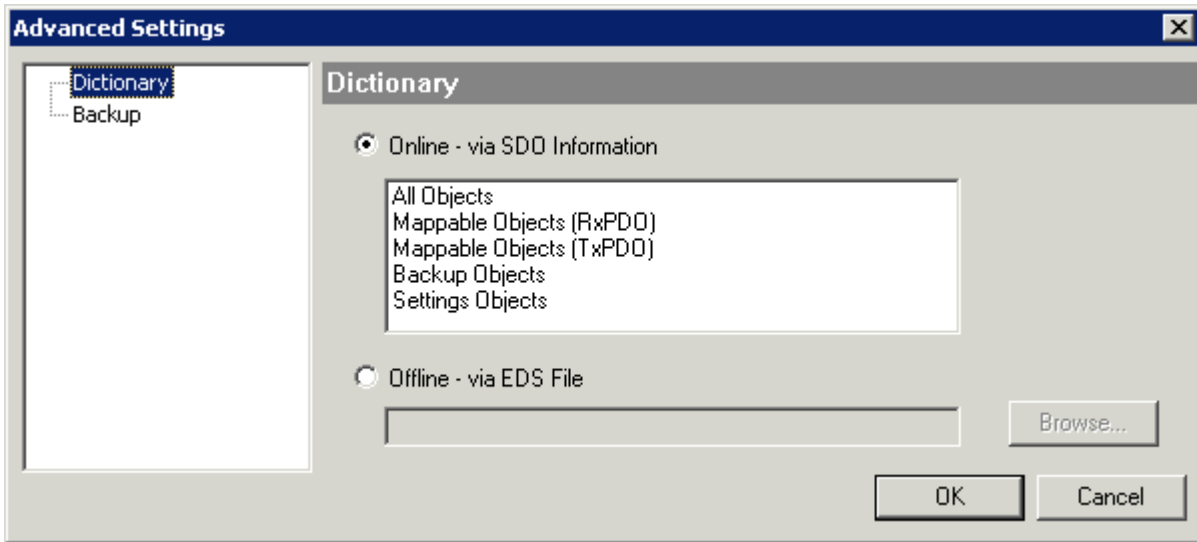 Advanced Settings
Dictionary
Backup
Dictionary
Online - via SDO Information
All Objects
Mappable Objects (RxPDO)
Mappable Objects (TxPDO)
Backup Objects
Settings Objects
Offline - via EDS File
Browse...
OK
Cancel